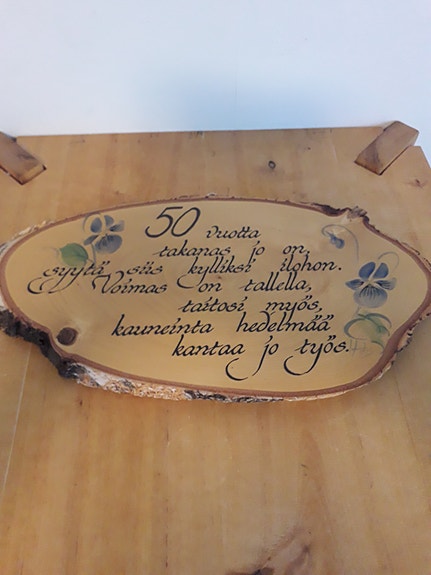 50 vuotta
takanas jo on,
syytä siis kylliksi ilohon.
Voimas on tallella,
taitosi myös,
kauneinta hedelmää
kantaa jo työs.